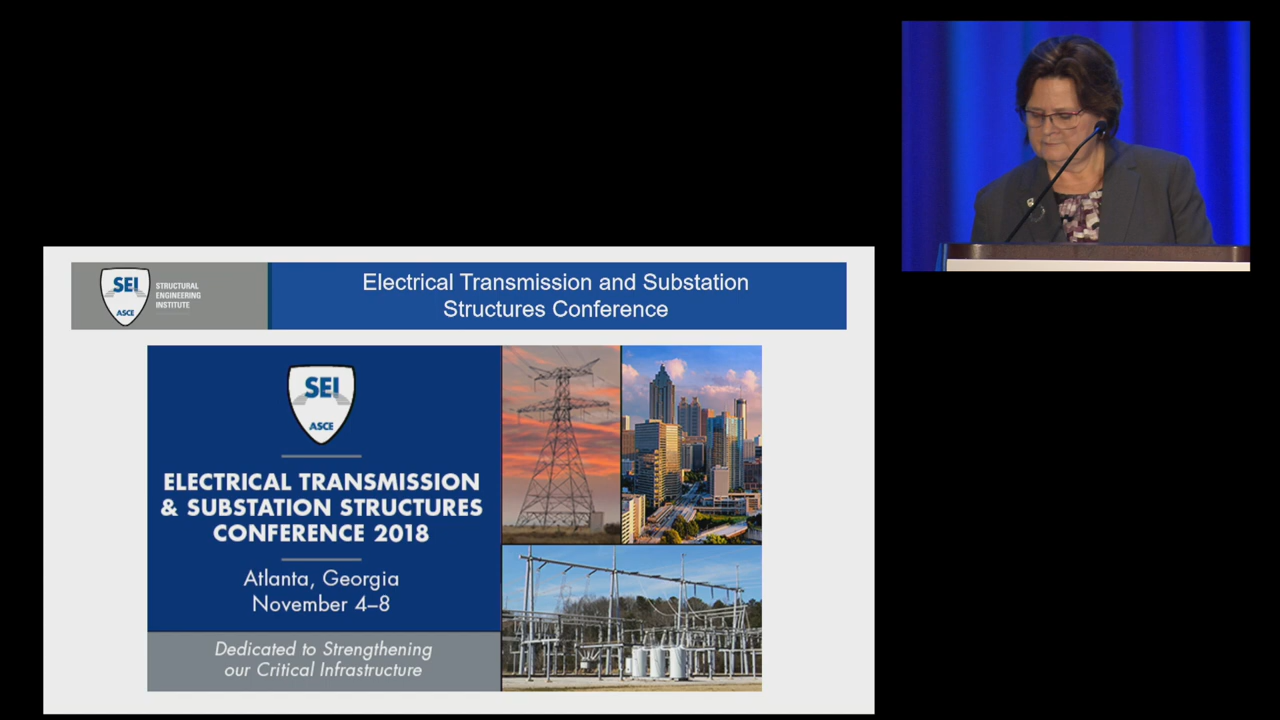 SEI
ASCE
STRUCTURAL
ENGINEERING
INSTITUTE
Electrical Transmission and Substation
Structures Conference
SEI
ASCE
ELECTRICAL TRANSMISSION
& SUBSTATION STRUCTURES
CONFERENCE 2018
Atlanta, Georgia
November 4–8
Dedicated to Strengthening
our Critical Infrastructure